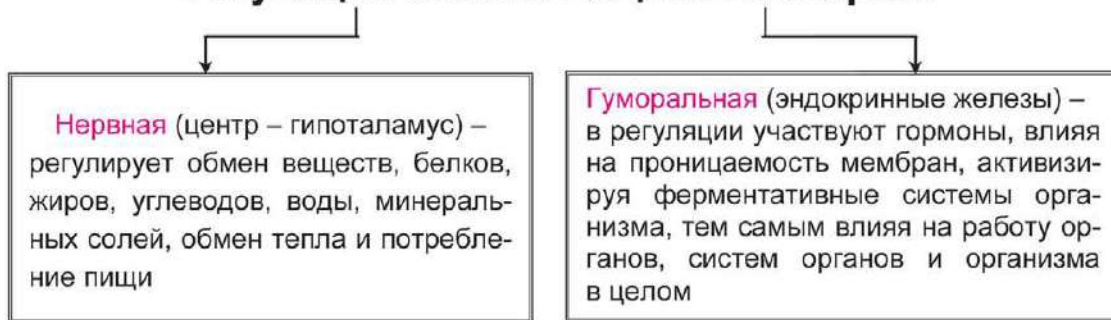 Нервная (центр – гипоталамус) –
регулирует обмен веществ, белков,
жиров, углеводов, воды, минераль-
ных солей, обмен тепла и потребле-
ние пищи
Гуморальная (эндокринные железы) –
в регуляции участвуют гормоны, влияя
на проницаемость мембран, активизи-
руя ферментативные системы орга-
низма, тем самым влияя на работу ор-
ганов, систем органов и организма
в целом